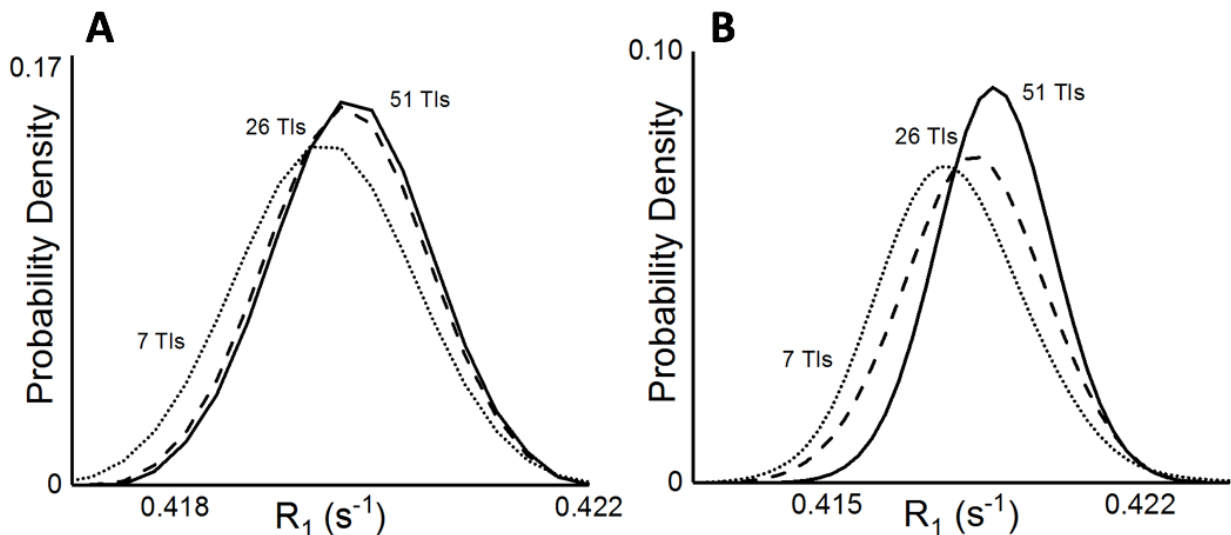 A
0.17
Probability Density
51 TIs
26 TIs
7 TIs
0
0.418
R₁ (s⁻¹)
0.422
B
0.10
Probability Density
51 TIs
26 TIs
7 TIs
0
0.415
R₁ (s⁻¹)
0.422